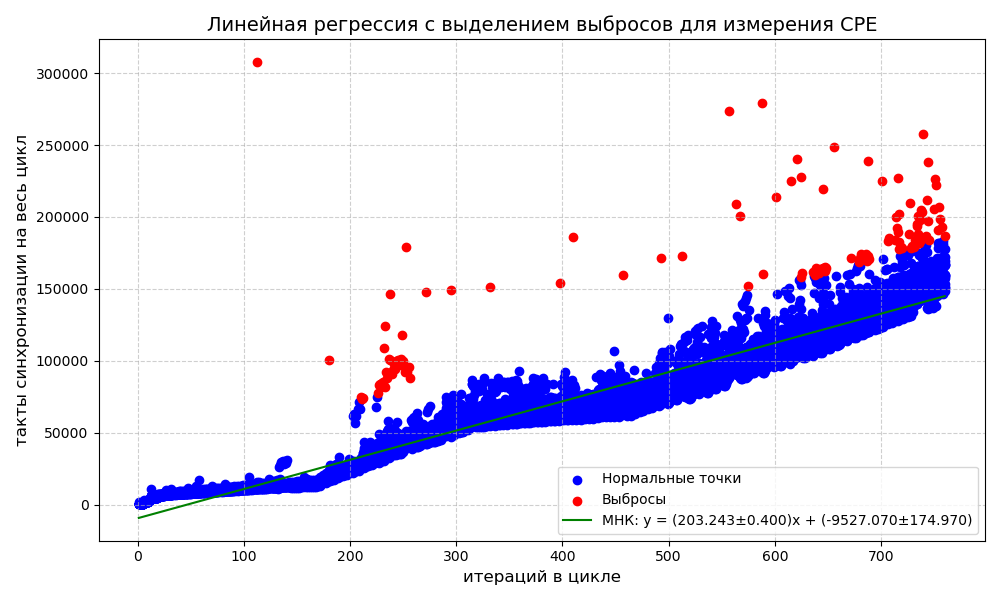 Линейная регрессия с выделением выбросов для измерения CPE
такты синхронизации на весь цикл
300000
250000
200000
150000
100000
50000
0
0 100 200 300 400 500 600 700
итераций в цикле
Нормальные точки
Выбросы
МНК: y = (203.243±0.400)x + (-9527.070±174.970)